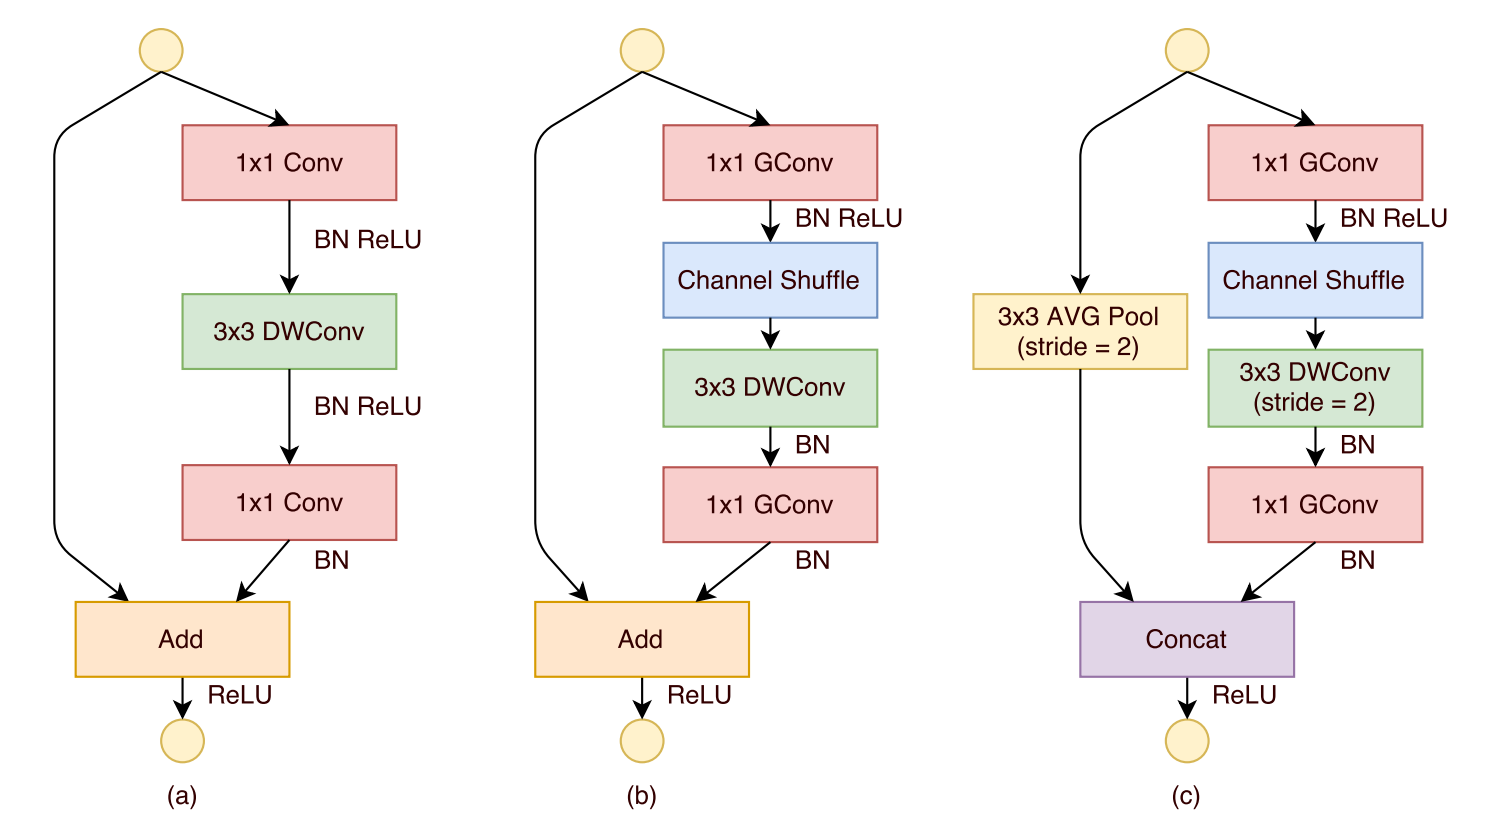 1x1 Conv
BN ReLU
3x3 DWConv
BN ReLU
1x1 Conv
BN
Add
ReLU
(a)
1x1 GConv
BN ReLU
Channel Shuffle
3x3 DWConv
BN
1x1 GConv
BN
Add
ReLU
(b)
1x1 GConv
BN ReLU
Channel Shuffle
3x3 AVG Pool
(stride = 2)
3x3 DWConv
(stride = 2)
BN
1x1 GConv
BN
Concat
ReLU
(c)